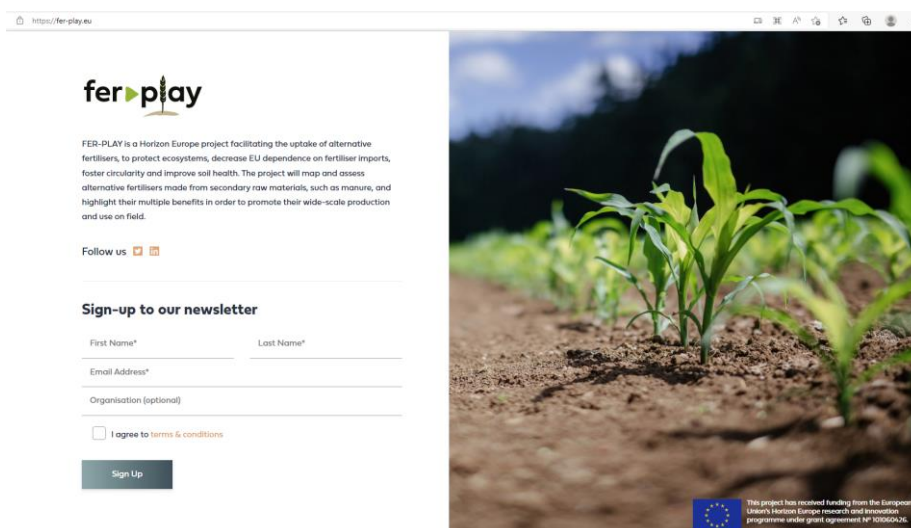 https://fer-play.eu
fer play
FER-PLAY is a Horizon Europe project facilitating the uptake of alternative
fertilisers, to protect ecosystems, decrease EU dependence on fertiliser imports,
foster circularity and improve soil health. The project will map and assess
alternative fertilisers made from secondary raw materials, such as manure, and
highlight their multiple benefits in order to promote their wide-scale production
and use on field.
Follow us
Sign-up to our newsletter
First Name* Last Name*
Email Address*
Organisation (optional)
I agree to terms & conditions
Sign Up
This project has received funding from the European
Union's Horizon Europe research and innovation
programme under grant agreement Nº 101060426